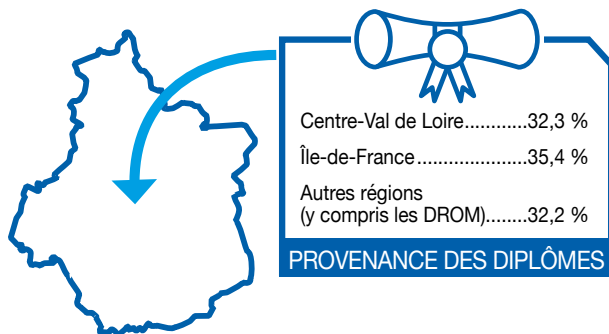 Centre-Val de Loire............32,3 %
Île-de-France...................35,4 %
Autres régions
(y compris les DROM).......32,2 %
PROVENANCE DES DIPLÔMES